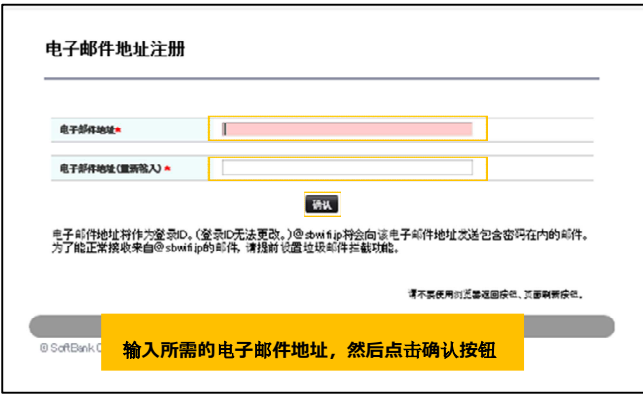 电子邮件地址注册
电子邮件地址*
电子邮件地址(重新输入) *
确认
电子邮件地址将作为登录ID。(登录ID无法更改。)@sbwifi.jp将会向该电子邮件地址发送包含密码在内的邮件。
为了能正常接收来自@sbwifi.jp的邮件, 请提前设置垃圾邮件拦截功能。
请不要使用浏览器返回按钮、页面刷新按钮。
© SoftBank C
输入所需的电子邮件地址，然后点击确认按钮